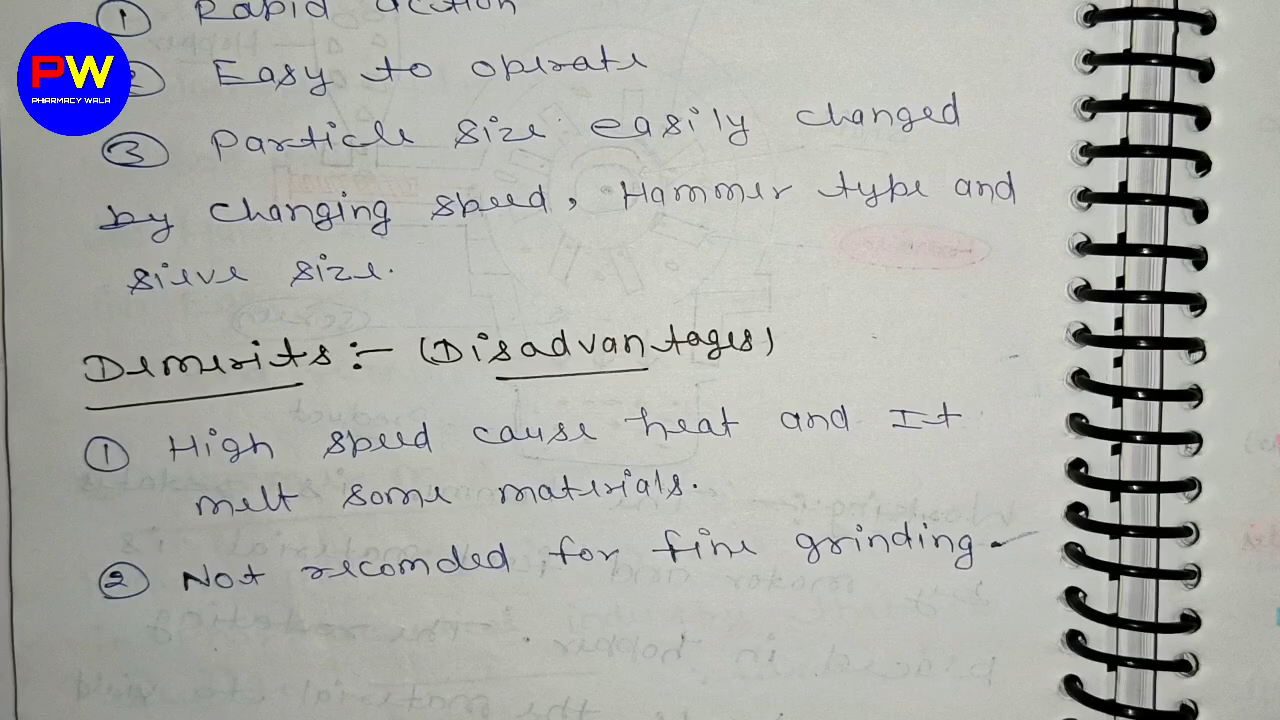 ① Rapid action
PW
PHARMACY WALA
② Easy to operate
③ Particle size easily changed
by changing speed, Hammer type and
sieve size.
Demerits :- (Disadvantages)
① High speed cause heat and It
melt some materials.
② Not recomded for fine grinding.